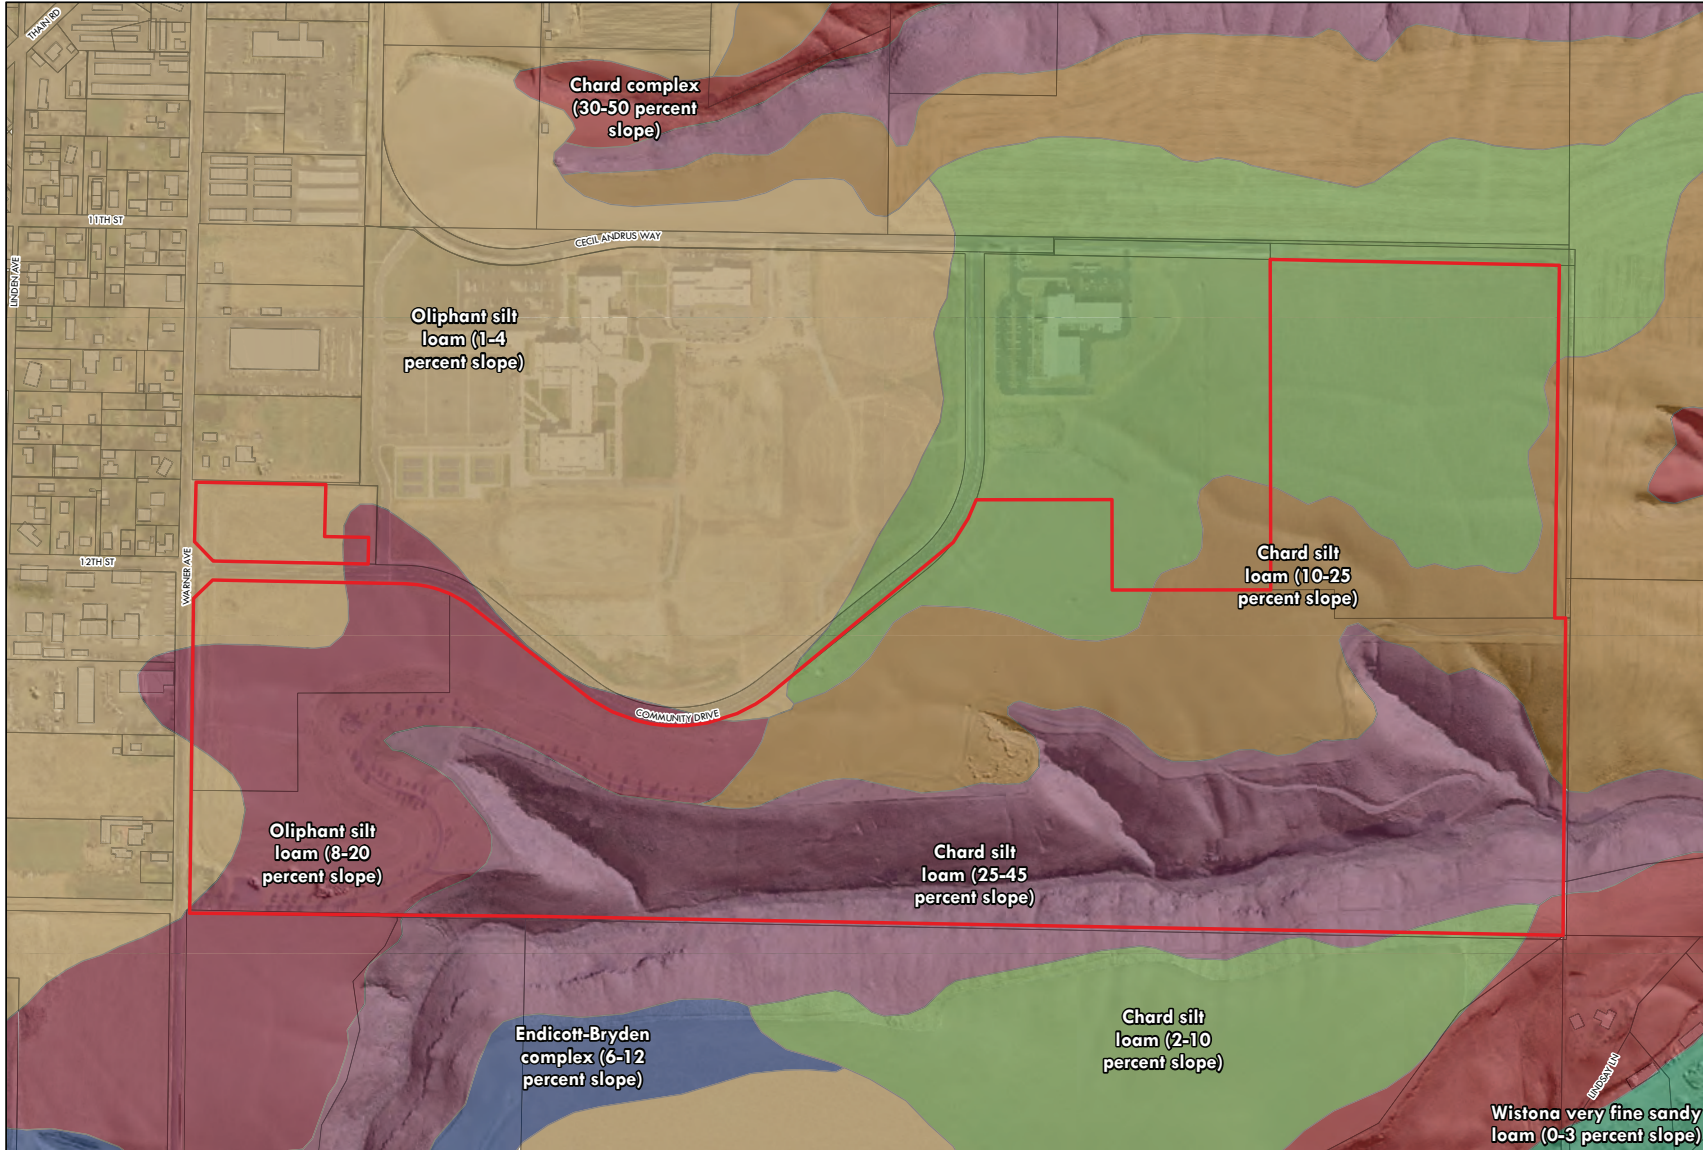 THAIN RD
Chard complex
(30-50 percent
slope)
11TH ST
CECIL ANDRUS WAY
LINDEN AVE
Oliphant silt
loam (1-4
percent slope)
12TH ST
WARNER AVE
Chard silt
loam (10-25
percent slope)
COMMUNITY DRIVE
Oliphant silt
loam (8-20
percent slope)
Chard silt
loam (25-45
percent slope)
Endicott-Bryden
complex (6-12
percent slope)
Chard silt
loam (2-10
percent slope)
LINDSAY LN
Wistona very fine sandy
loam (0-3 percent slope)